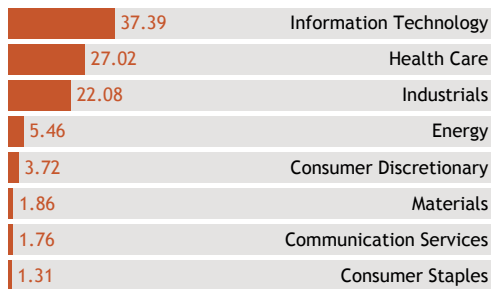 37.39 Information Technology
27.02 Health Care
22.08 Industrials
5.46 Energy
3.72 Consumer Discretionary
1.86 Materials
1.76 Communication Services
1.31 Consumer Staples